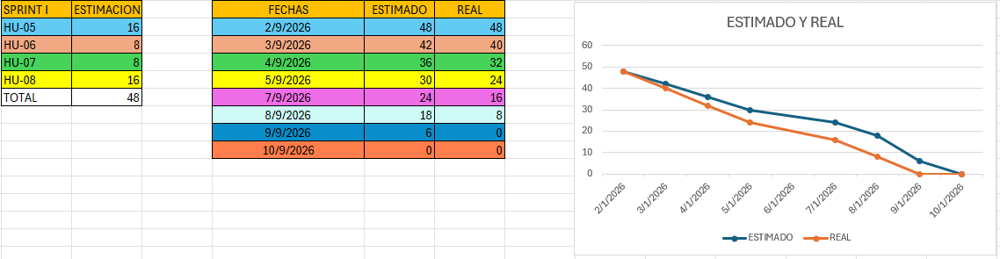 SPRINT I ESTIMACION
HU-05 16
HU-06 8
HU-07 8
HU-08 16
TOTAL 48
FECHAS ESTIMADO REAL
2/9/2026 48 48
3/9/2026 42 40
4/9/2026 36 32
5/9/2026 30 24
7/9/2026 24 16
8/9/2026 18 8
9/9/2026 6 0
10/9/2026 0 0
ESTIMADO Y REAL
60
50
40
30
20
10
0
2/1/2026 3/1/2026 4/1/2026 5/1/2026 6/1/2026 7/1/2026 8/1/2026 9/1/2026 10/1/2026
ESTIMADO REAL